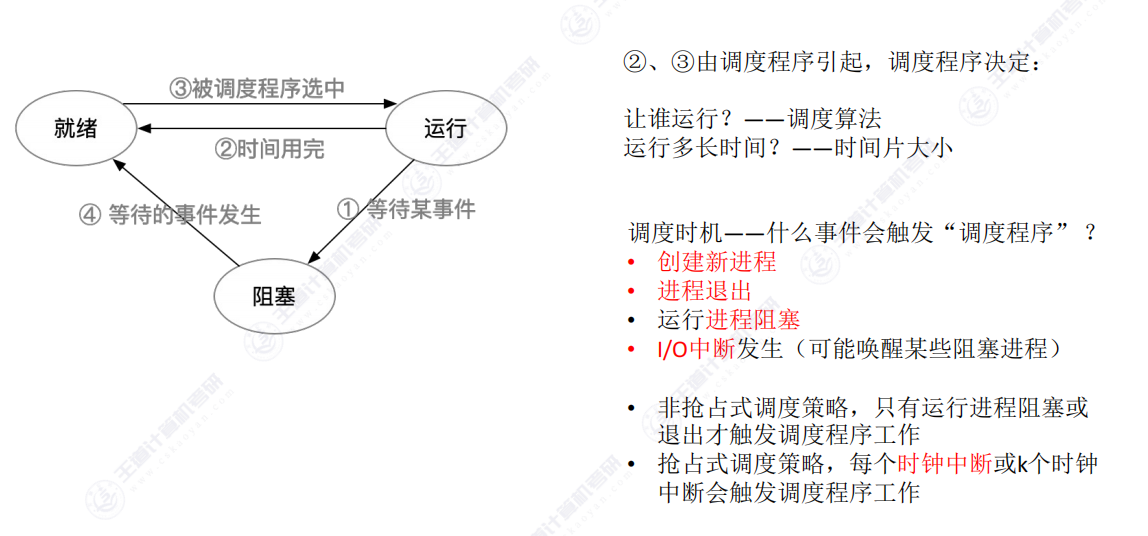 ③被调度程序选中
就绪
运行
②时间用完
④ 等待的事件发生
① 等待某事件
阻塞
②、③由调度程序引起，调度程序决定：
让谁运行？——调度算法
运行多长时间？——时间片大小
调度时机——什么事件会触发“调度程序”？
• 创建新进程
• 进程退出
• 运行进程阻塞
• I/O中断发生（可能唤醒某些阻塞进程）
• 非抢占式调度策略，只有运行进程阻塞或
退出才触发调度程序工作
• 抢占式调度策略，每个时钟中断或k个时钟
中断会触发调度程序工作
王道计算机考研